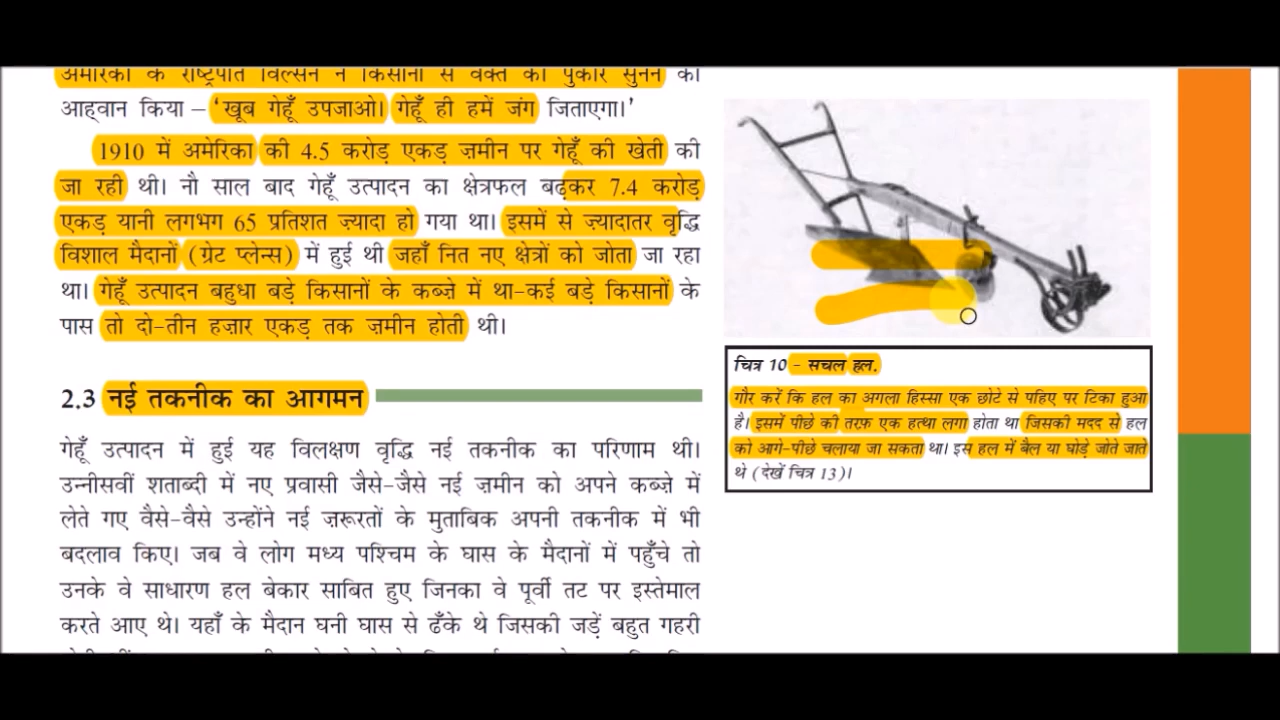 अमेरिका के राष्ट्रपति विल्सन ने किसानों से वक्त की पुकार सुनने का
आह्वान किया – ‘खूब गेहूँ उपजाओ। गेहूँ ही हमें जंग जिताएगा।’
1910 में अमेरिका की 4.5 करोड़ एकड़ ज़मीन पर गेहूँ की खेती की
जा रही थी। नौ साल बाद गेहूँ उत्पादन का क्षेत्रफल बढ़कर 7.4 करोड़
एकड़ यानी लगभग 65 प्रतिशत ज़्यादा हो गया था। इसमें से ज़्यादातर वृद्धि
विशाल मैदानों (ग्रेट प्लेन्स) में हुई थी जहाँ नित नए क्षेत्रों को जोता जा रहा
था। गेहूँ उत्पादन बहुधा बड़े किसानों के कब्ज़े में था-कई बड़े किसानों के
पास तो दो-तीन हज़ार एकड़ तक ज़मीन होती थी।
2.3 नई तकनीक का आगमन
गेहूँ उत्पादन में हुई यह विलक्षण वृद्धि नई तकनीक का परिणाम थी।
उन्नीसवीं शताब्दी में नए प्रवासी जैसे-जैसे नई ज़मीन को अपने कब्ज़े में
लेते गए वैसे-वैसे उन्होंने नई ज़रूरतों के मुताबिक अपनी तकनीक में भी
बदलाव किए। जब वे लोग मध्य पश्चिम के घास के मैदानों में पहुँचे तो
उनके वे साधारण हल बेकार साबित हुए जिनका वे पूर्वी तट पर इस्तेमाल
करते आए थे। यहाँ के मैदान घनी घास से ढँके थे जिसकी जड़ें बहुत गहरी
चित्र 10 – सचल हल.
गौर करें कि हल का अगला हिस्सा एक छोटे से पहिए पर टिका हुआ
है। इसमें पीछे की तरफ़ एक हत्था लगा होता था जिसकी मदद से हल
को आगे-पीछे चलाया जा सकता था। इस हल में बैल या घोड़े जोते जाते
थे (देखें चित्र 13)।